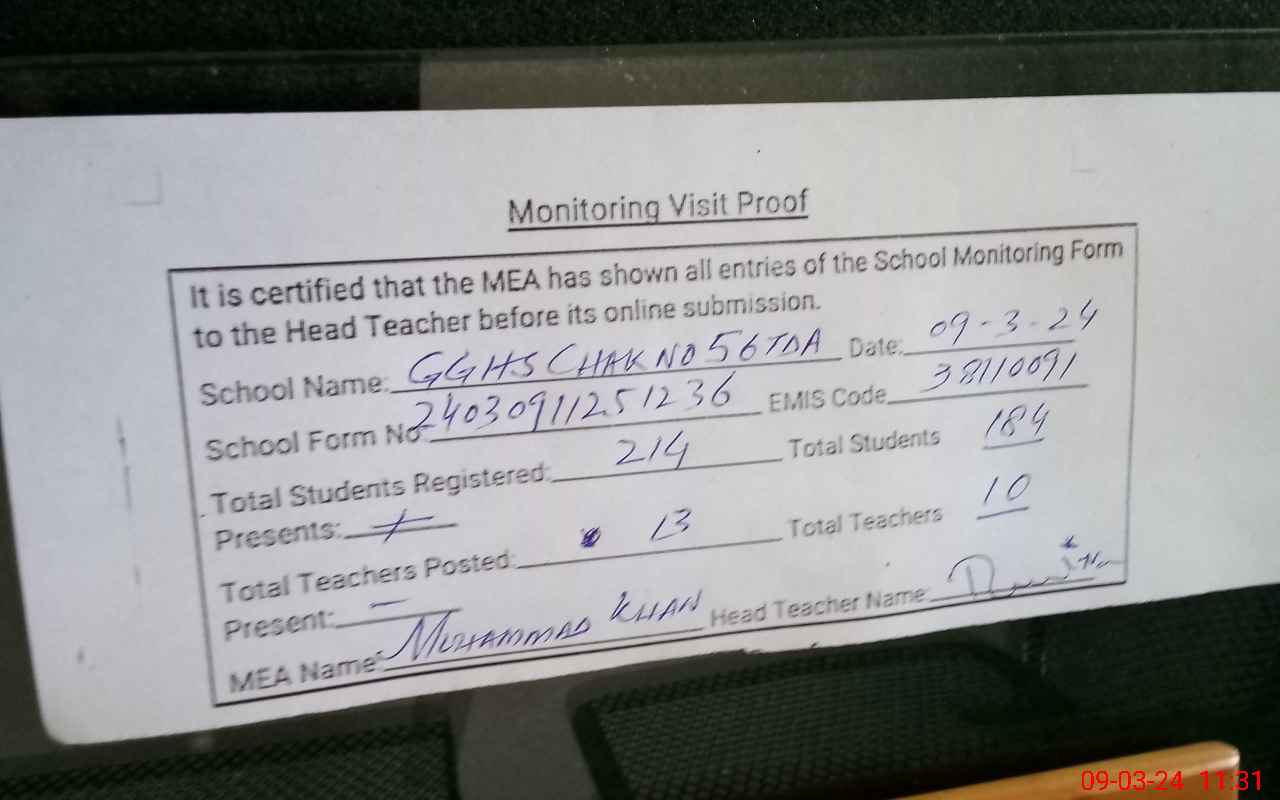 Monitoring Visit Proof
It is certified that the MEA has shown all entries of the School Monitoring Form
to the Head Teacher before its online submission.
School Name: GGHS CHAK NO 56 TDA Date: 09-3-24
School Form No 24030911251236 EMIS Code 38110091
Total Students Registered: 214 Total Students 184
Presents:
Total Teachers Posted: 13 Total Teachers 10
Present: —
MEA Name: MUHAMMAD KHAN Head Teacher Name:
09-03-24 11:31